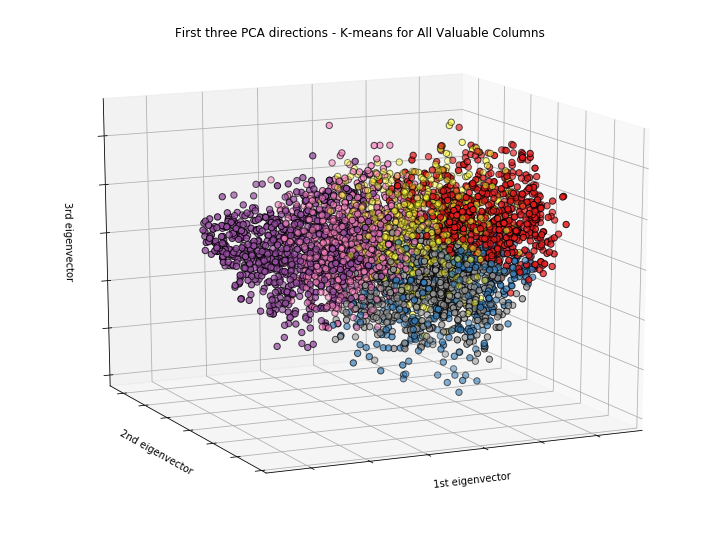 First three PCA directions - K-means for All Valuable Columns
3rd eigenvector
2nd eigenvector
1st eigenvector